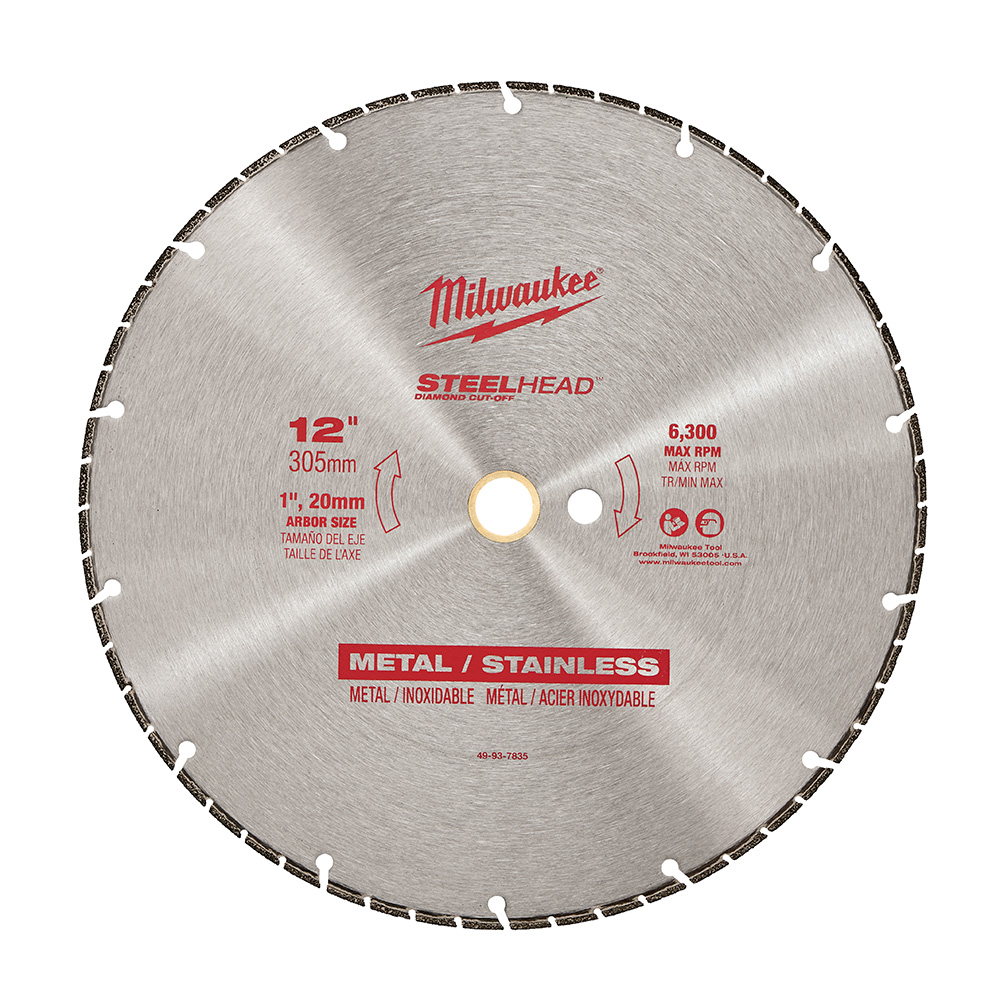 Milwaukee®
STEELHEAD™
DIAMOND CUT-OFF
12"
305mm
1", 20mm
ARBOR SIZE
TAMAÑO DEL EJE
TAILLE DE L'AXE
6,300
MAX RPM
MÁX RPM
TR/MIN MAX
Milwaukee Tool
Brookfield, WI 53005 ·U.S.A.
www.milwaukeetool.com
METAL / STAINLESS
METAL / INOXIDABLE MÉTAL / ACIER INOXYDABLE
49-93-7835